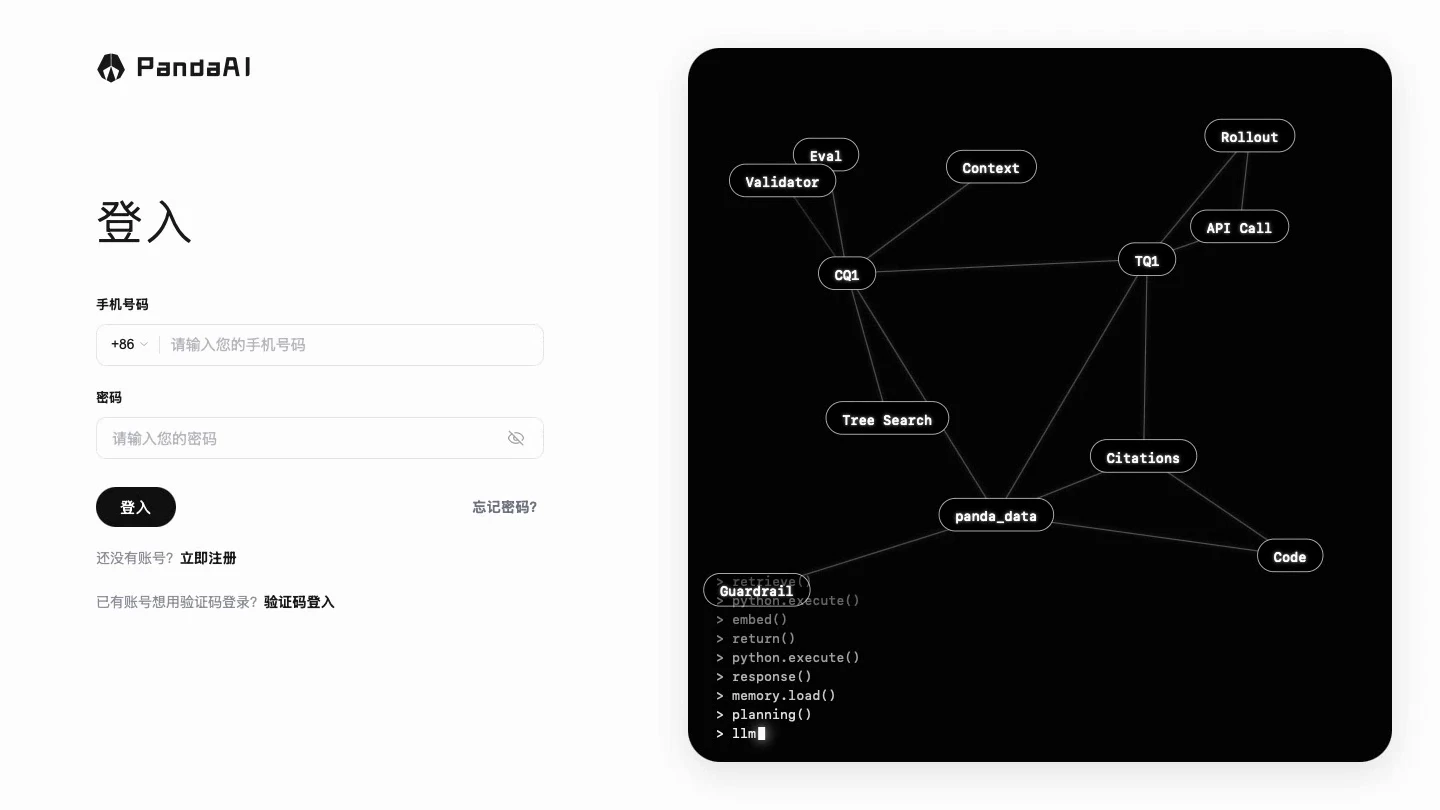 PandaAI
登入
手机号码
+86 请输入您的手机号码
密码
请输入您的密码
登入 忘记密码?
还没有账号? 立即注册
已有账号想用验证码登录? 验证码登入
Rollout
Eval
Context
Validator
API Call
TQ1
CQ1
Tree Search
Citations
panda_data
Code
Guardrail
> retrieve()
> python.execute()
> embed()
> return()
> python.execute()
> response()
> memory.load()
> planning()
> llm